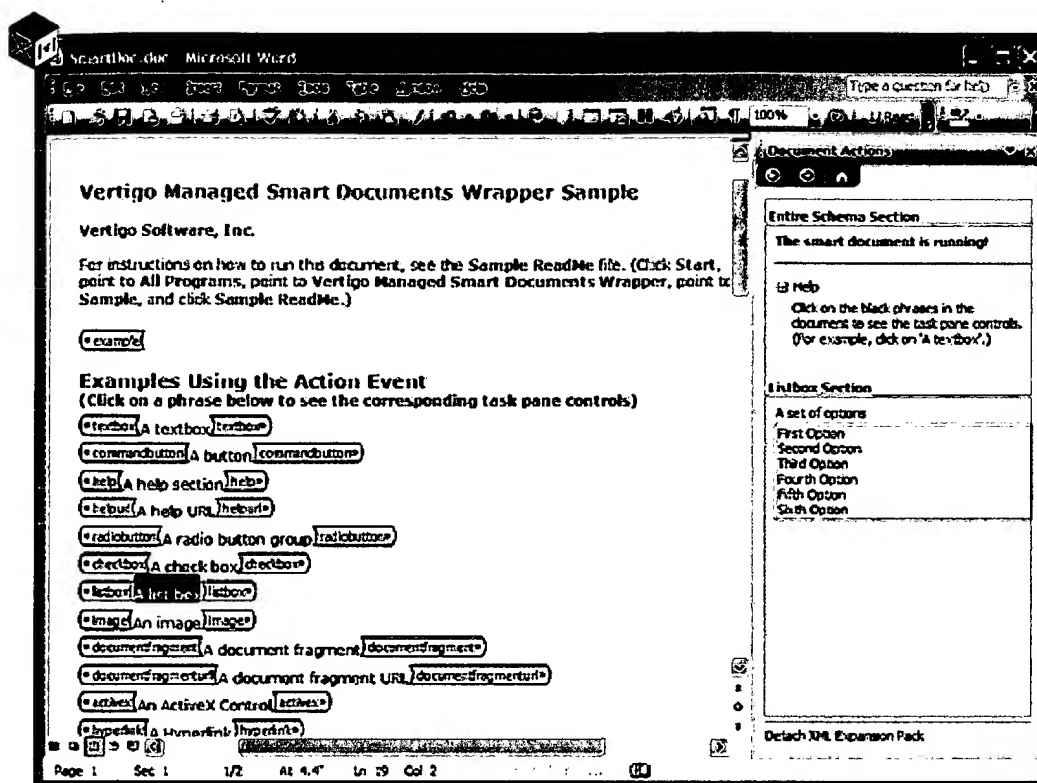 SmartDoc.doc Microsoft Word
Type a question for help
100%
Vertigo Managed Smart Documents Wrapper Sample
Vertigo Software, Inc.
For instructions on how to run this document, see the Sample ReadMe file. (Click Start,
point to All Programs, point to Vertigo Managed Smart Documents Wrapper, point to
Sample, and click Sample ReadMe.)
example
Examples Using the Action Event
(Click on a phrase below to see the corresponding task pane controls)
textbox A textbox textbox
commandbutton A button commandbutton
help A help section help
helpurl A help URL helpurl
radiobutton A radio button group radiobutton
checkbox A check box checkbox
listbox A list box listbox
image An image image
documentfragment A document fragment documentfragment
documentfragmenturl A document fragment URL documentfragmenturl
activex An ActiveX Control activex
hyperlink A Hyperlink hyperlink
Page 1 Sec 1 1/2 At 4.4" Ln 19 Col 2
Document Actions
Entire Schema Section
The smart document is running!
Help
Click on the black phrases in the
document to see the task pane controls.
(For example, click on 'A textbox'.)
Listbox Section
A set of options
First Option
Second Option
Third Option
Fourth Option
Fifth Option
Sixth Option
Detach XML Expansion Pack